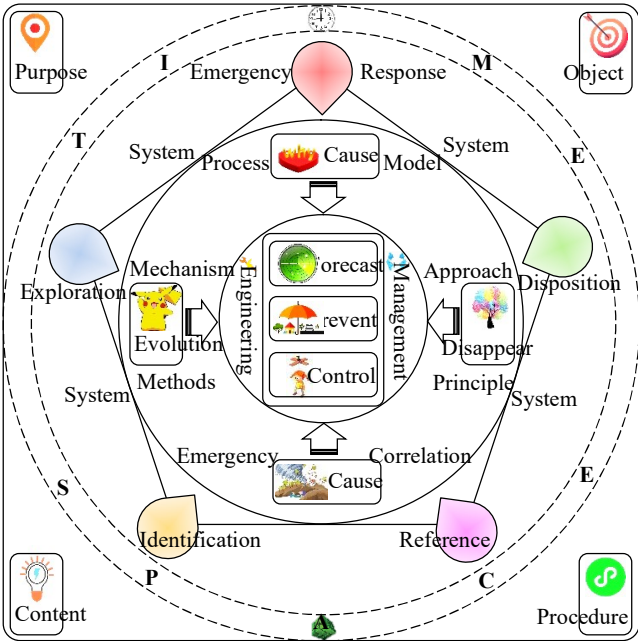 Purpose
Object
I
M
Emergency Response
T
E
System
System
Process
Cause
Model
Mechanism
Approach
Exploration
Disposition
Engineering
Management
Forecast
revent
Control
Evolution
Disappear
Methods
Principle
System
System
Emergency
Correlation
Cause
S
E
Identification
Reference
P
C
A
Content
Procedure